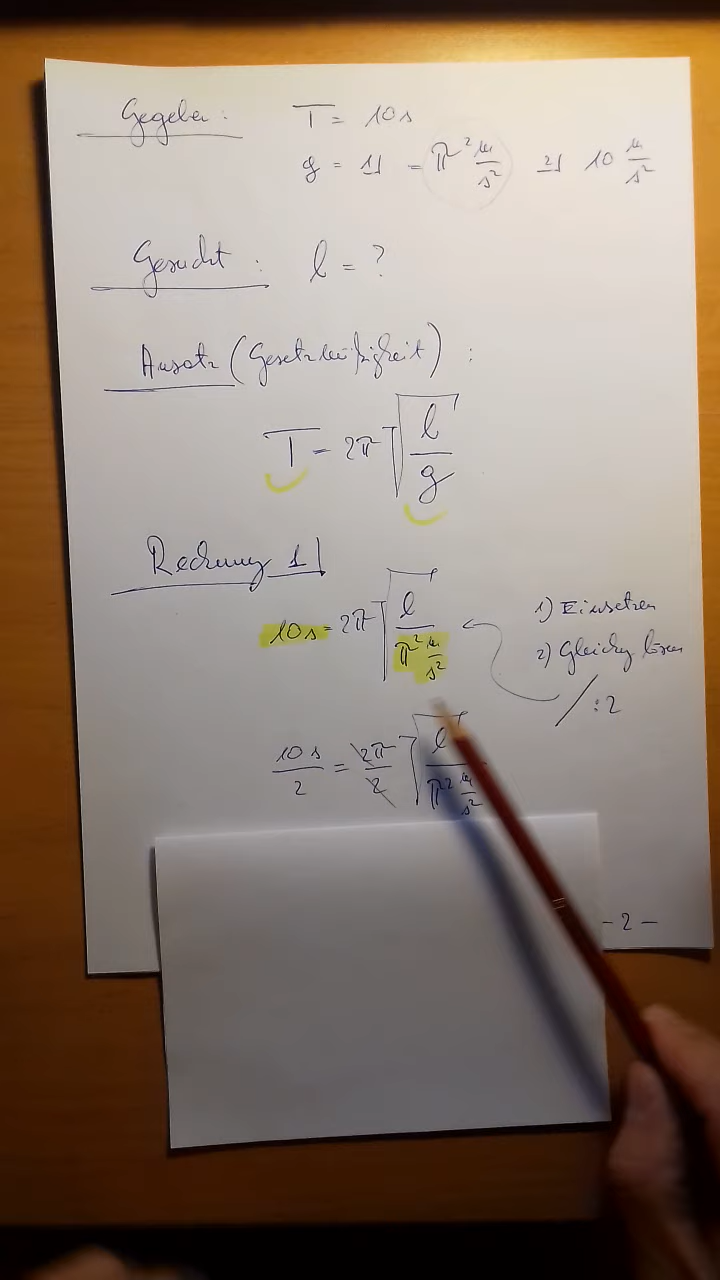 Gegeben: T = 10 s
g = 11 = π² m/s² ≈ 10 m/s²
Gesucht: l = ?
Ansatz (Gesetzmäßigkeit):
T = 2π √(l/g)
Rechnung 1
10 s = 2π √(l/(π² m/s²))
1) Einsetzen
2) Gleichg lösen
/ :2
10 s/2 = 2π/2 √(l/(π² m/s²))
- 2 -